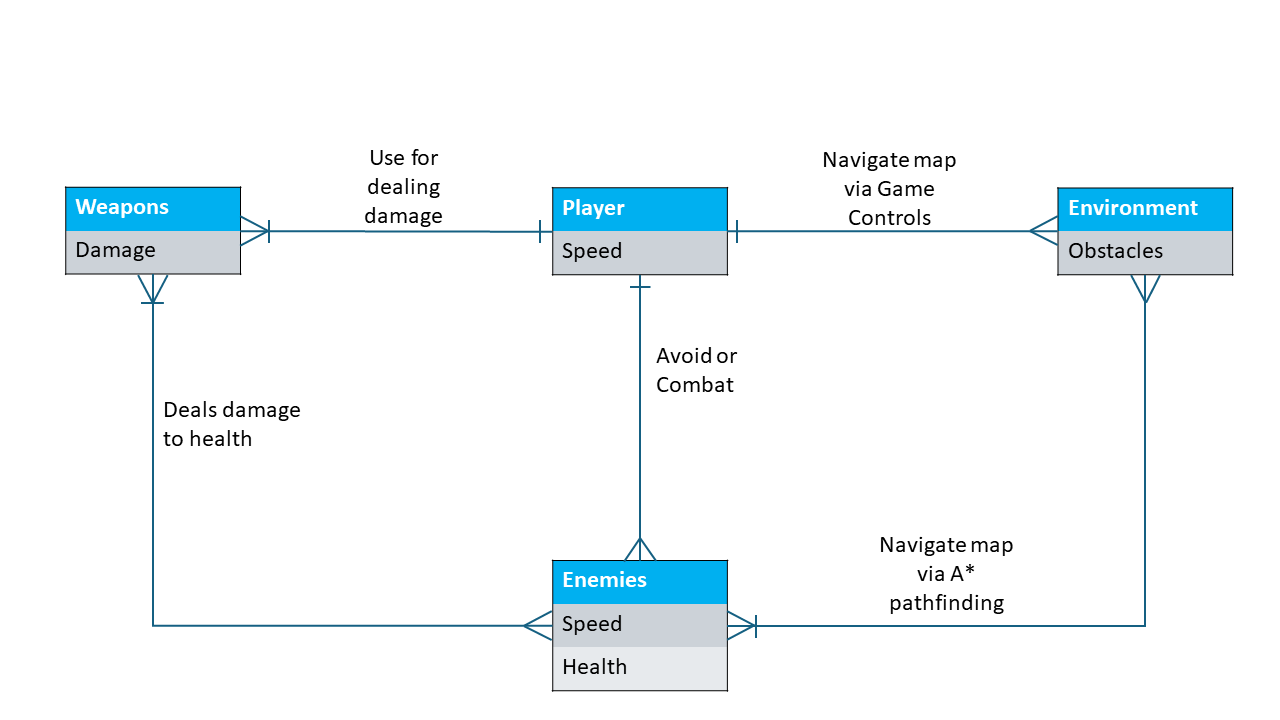 Use for
dealing
damage
Navigate map
via Game
Controls
Weapons
Damage
Player
Speed
Environment
Obstacles
Avoid or
Combat
Deals damage
to health
Navigate map
via A*
pathfinding
Enemies
Speed
Health